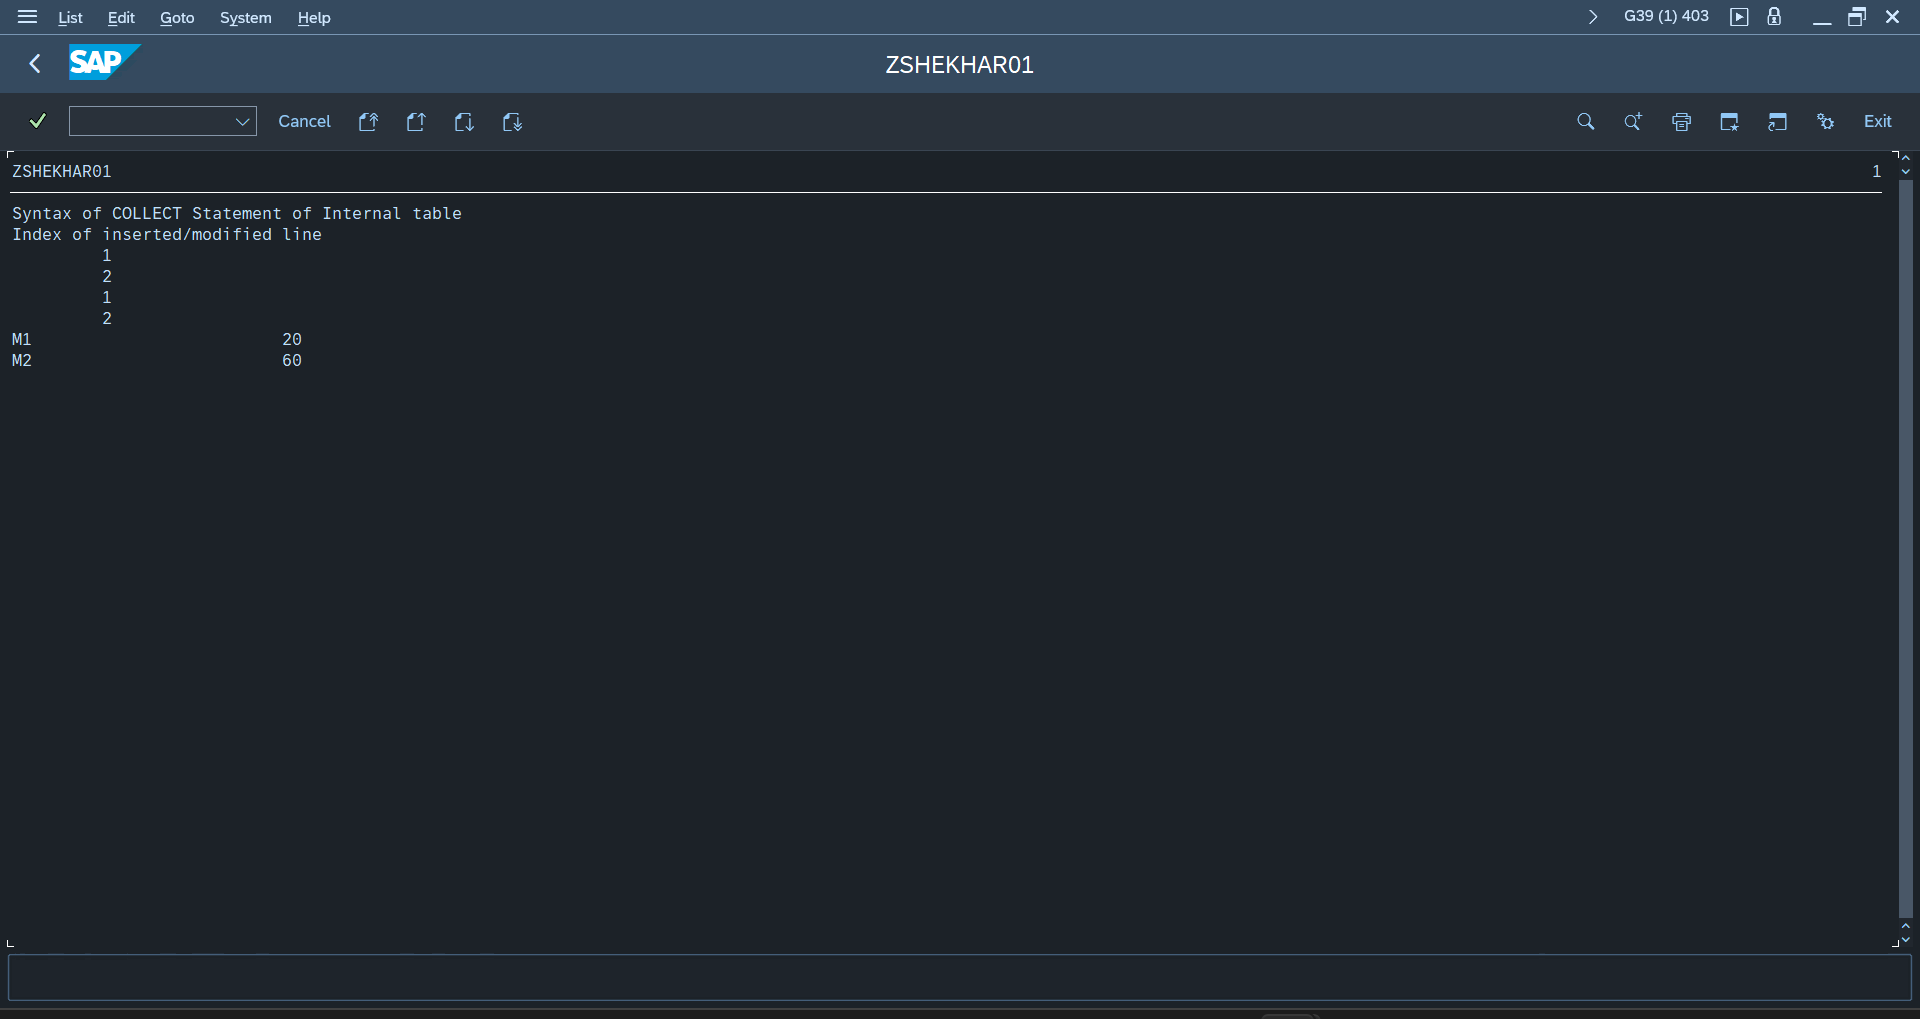 List Edit Goto System Help
G39 (1) 403
SAP
ZSHEKHAR01
Cancel
Exit
ZSHEKHAR01 1
Syntax of COLLECT Statement of Internal table
Index of inserted/modified line
1
2
1
2
M1 20
M2 60